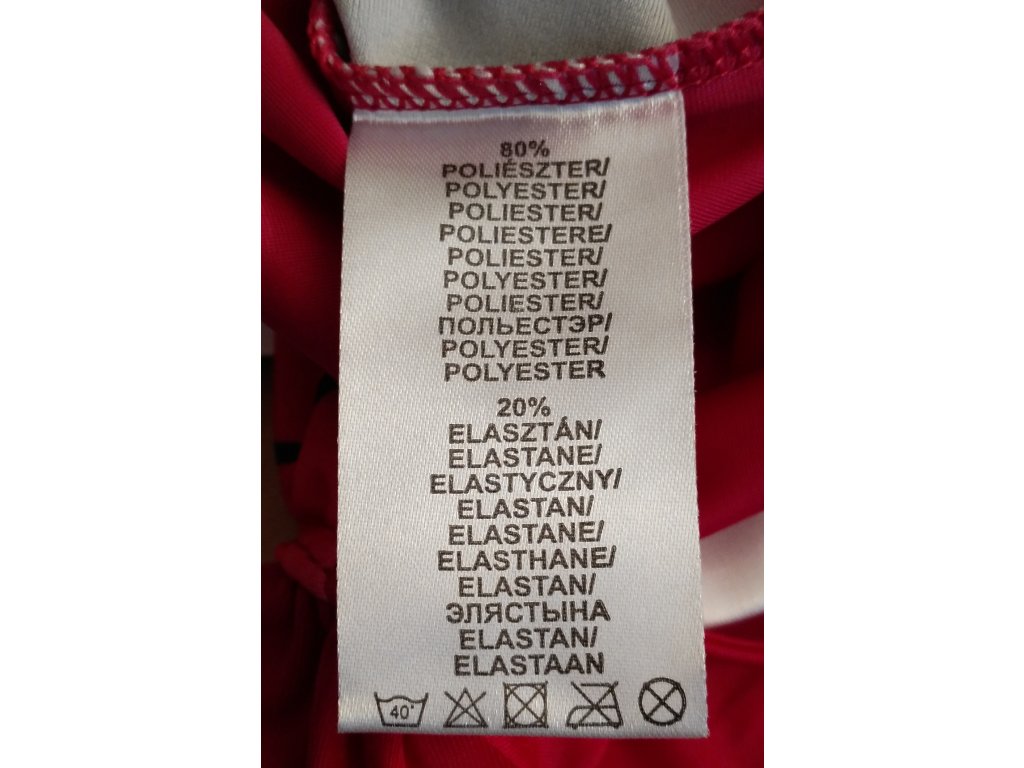 80%
POLIÉSZTER/
POLYESTER/
POLIESTER/
POLIESTERE/
POLIESTER/
POLYESTER/
POLIESTER/
ПОЛЬЕСТЭР/
POLYESTER/
POLYESTER
20%
ELASZTÁN/
ELASTANE/
ELASTYCZNY/
ELASTAN/
ELASTANE/
ELASTHANE/
ELASTAN/
ЭЛЯСТЫНА
ELASTAN/
ELASTAAN
40°